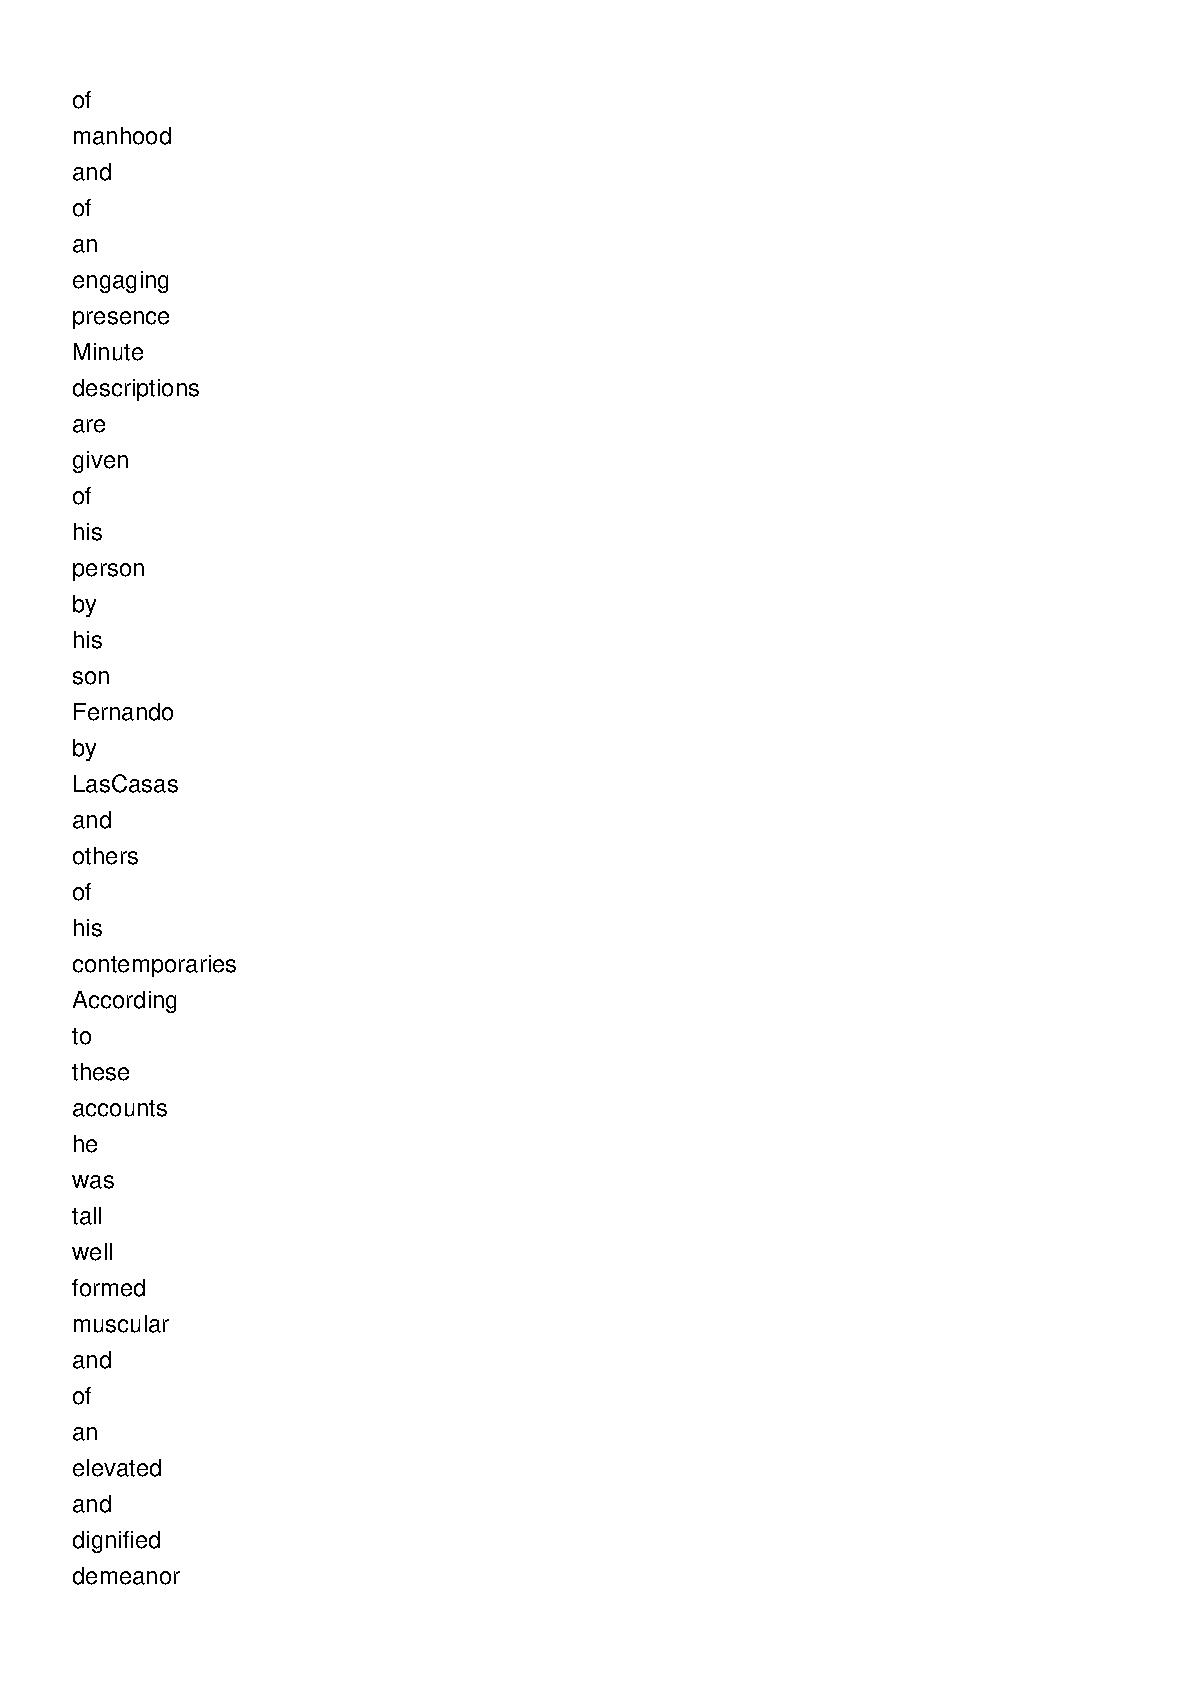 of
manhood
and
of
an
engaging
presence
Minute
descriptions
are
given
of
his
person
by
his
son
Fernando
by
LasCasas
and
others
of
his
contemporaries
According
to
these
accounts
he
was
tall
well
formed
muscular
and
of
an
elevated
and
dignified
demeanor